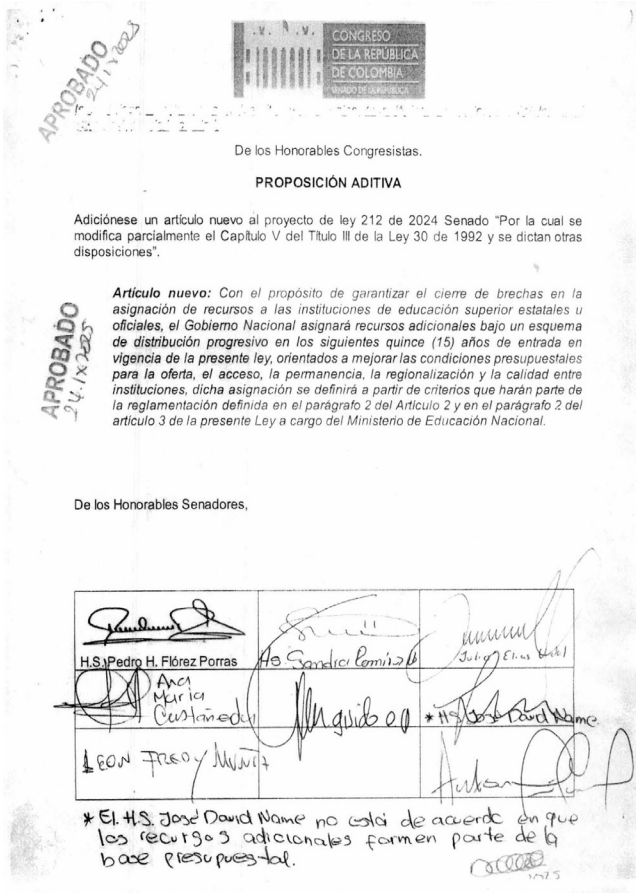 APROBADO
24.IX.2025
CONGRESO
DE LA REPÚBLICA
DE COLOMBIA
SENADO DE LA REPÚBLICA
De los Honorables Congresistas.
PROPOSICIÓN ADITIVA
Adiciónese un artículo nuevo al proyecto de ley 212 de 2024 Senado “Por la cual se
modifica parcialmente el Capítulo V del Título III de la Ley 30 de 1992 y se dictan otras
disposiciones”.
APROBADO
24.IX.2025
Artículo nuevo: Con el propósito de garantizar el cierre de brechas en la
asignación de recursos a las instituciones de educación superior estatales u
oficiales, el Gobierno Nacional asignará recursos adicionales bajo un esquema
de distribución progresivo en los siguientes quince (15) años de entrada en
vigencia de la presente ley, orientados a mejorar las condiciones presupuestales
para la oferta, el acceso, la permanencia, la regionalización y la calidad entre
instituciones, dicha asignación se definirá a partir de criterios que harán parte de
la reglamentación definida en el parágrafo 2 del Artículo 2 y en el parágrafo 2 del
artículo 3 de la presente Ley a cargo del Ministerio de Educación Nacional.
De los Honorables Senadores,
H.S. Pedro H. Flórez Porras
HS. Sandra Ramírez
Julio Elias Vidal
Ana
Maria
Castañeda
* HS José David Name.
LEON FREDY MUÑOZ
* El. H.S. José David Name no está de acuerdo en que
los recursos adicionales formen parte de la
base presupuestal.